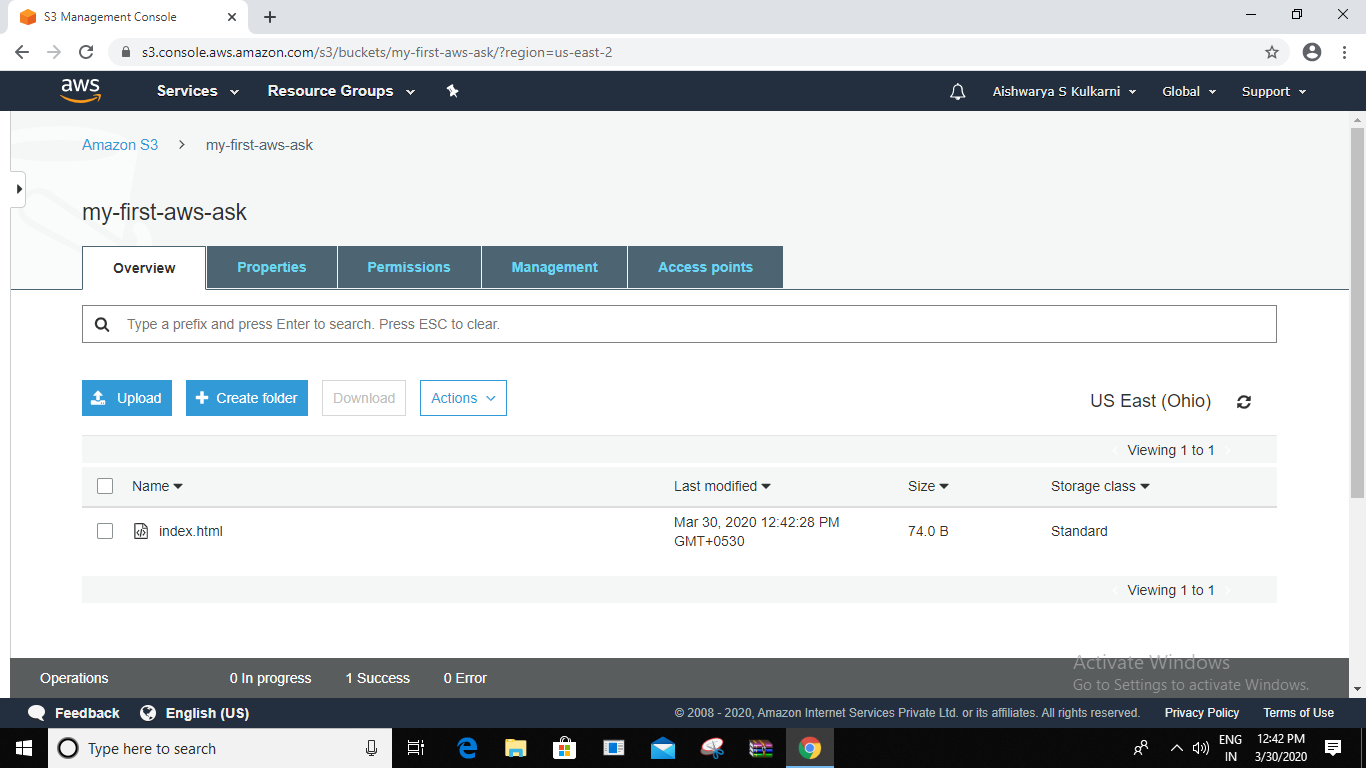 S3 Management Console
s3.console.aws.amazon.com/s3/buckets/my-first-aws-ask/?region=us-east-2
aws Services Resource Groups Aishwarya S Kulkarni Global Support
Amazon S3 > my-first-aws-ask
my-first-aws-ask
Overview Properties Permissions Management Access points
Type a prefix and press Enter to search. Press ESC to clear.
Upload Create folder Download Actions US East (Ohio)
Viewing 1 to 1
Name Last modified Size Storage class
index.html Mar 30, 2020 12:42:28 PM 74.0 B Standard
GMT+0530
Viewing 1 to 1
Activate Windows
Operations 0 In progress 1 Success 0 Error Go to Settings to activate Windows.
Feedback English (US) © 2008 - 2020, Amazon Internet Services Private Ltd. or its affiliates. All rights reserved. Privacy Policy Terms of Use
Type here to search ENG 12:42 PM
IN 3/30/2020